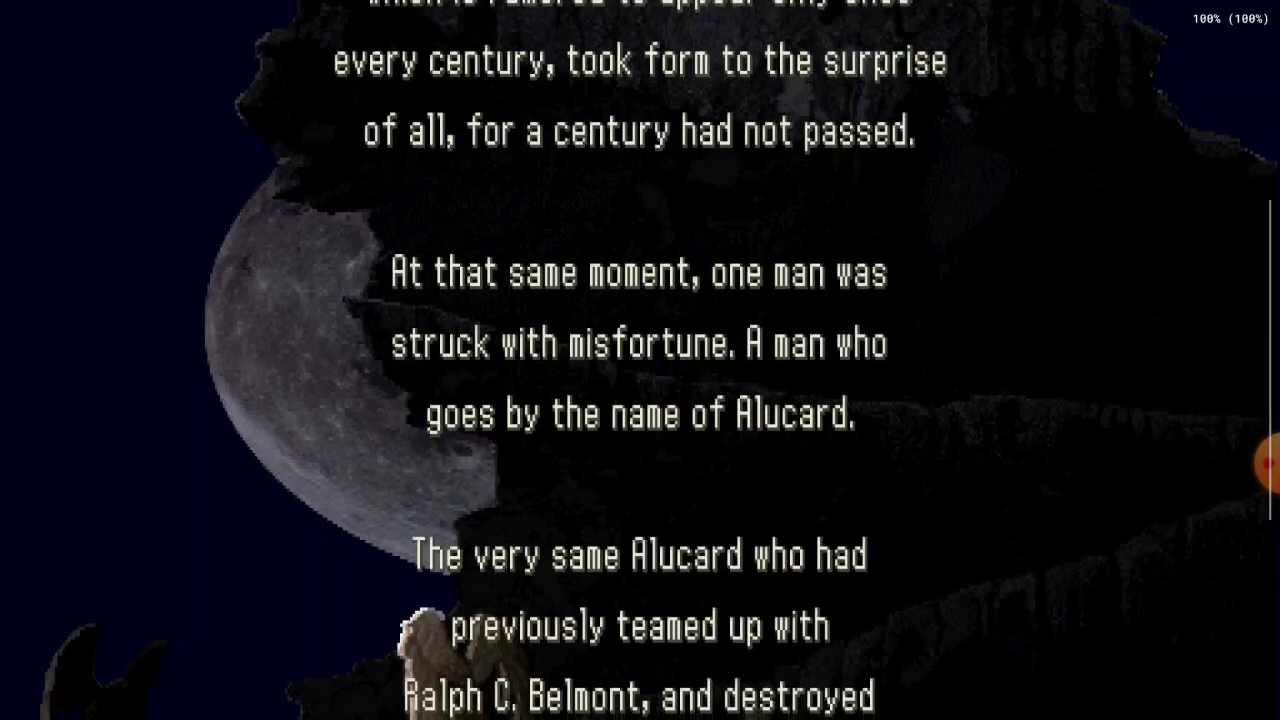 100% (100%)
every century, took form to the surprise
of all, for a century had not passed.
At that same moment, one man was
struck with misfortune. A man who
goes by the name of Alucard.
The very same Alucard who had
previously teamed up with
Ralph C. Belmont, and destroyed